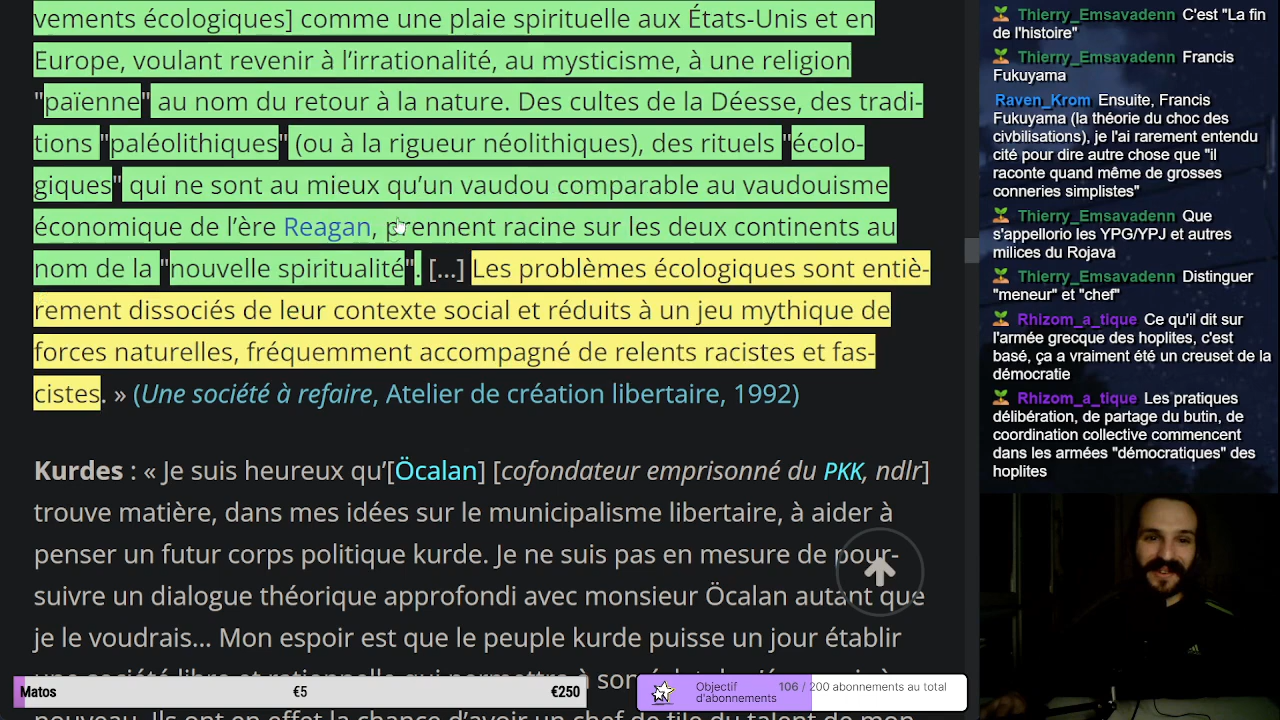 vements écologiques] comme une plaie spirituelle aux États-Unis et en
Europe, voulant revenir à l’irrationalité, au mysticisme, à une religion
"païenne" au nom du retour à la nature. Des cultes de la Déesse, des tradi-
tions "paléolithiques" (ou à la rigueur néolithiques), des rituels "écolo-
giques" qui ne sont au mieux qu’un vaudou comparable au vaudouisme
économique de l’ère Reagan, prennent racine sur les deux continents au
nom de la "nouvelle spiritualité". […] Les problèmes écologiques sont entiè-
rement dissociés de leur contexte social et réduits à un jeu mythique de
forces naturelles, fréquemment accompagné de relents racistes et fas-
cistes. » (Une société à refaire, Atelier de création libertaire, 1992)
Kurdes : « Je suis heureux qu’[Öcalan] [cofondateur emprisonné du PKK, ndlr]
trouve matière, dans mes idées sur le municipalisme libertaire, à aider à
penser un futur corps politique kurde. Je ne suis pas en mesure de pour-
suivre un dialogue théorique approfondi avec monsieur Öcalan autant que
je le voudrais… Mon espoir est que le peuple kurde puisse un jour établir
Matos €5 €250
Objectif d'abonnements 106 / 200 abonnements au total
Thierry_Emsavadenn C'est "La fin
de l'histoire"
Thierry_Emsavadenn Francis
Fukuyama
Raven_Krom Ensuite, Francis
Fukuyama (la théorie du choc des
civbilisations), je l'ai rarement entendu
cité pour dire autre chose que "il
raconte quand même de grosses
conneries simplistes"
Thierry_Emsavadenn Que
s'appellorio les YPG/YPJ et autres
milices du Rojava
Thierry_Emsavadenn Distinguer
"meneur" et "chef"
Rhizom_a_tique Ce qu'il dit sur
l'armée grecque des hoplites, c'est
basé, ça a vraiment été un creuset de la
démocratie
Rhizom_a_tique Les pratiques
délibération, de partage du butin, de
coordination collective commencent
dans les armées "démocratiques" des
hoplites